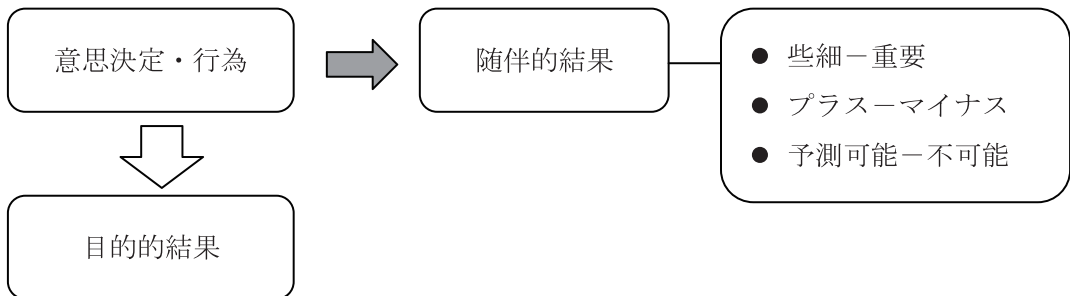 意思決定・行為
随伴的結果
● 些細－重要
● プラス－マイナス
● 予測可能－不可能
目的的結果